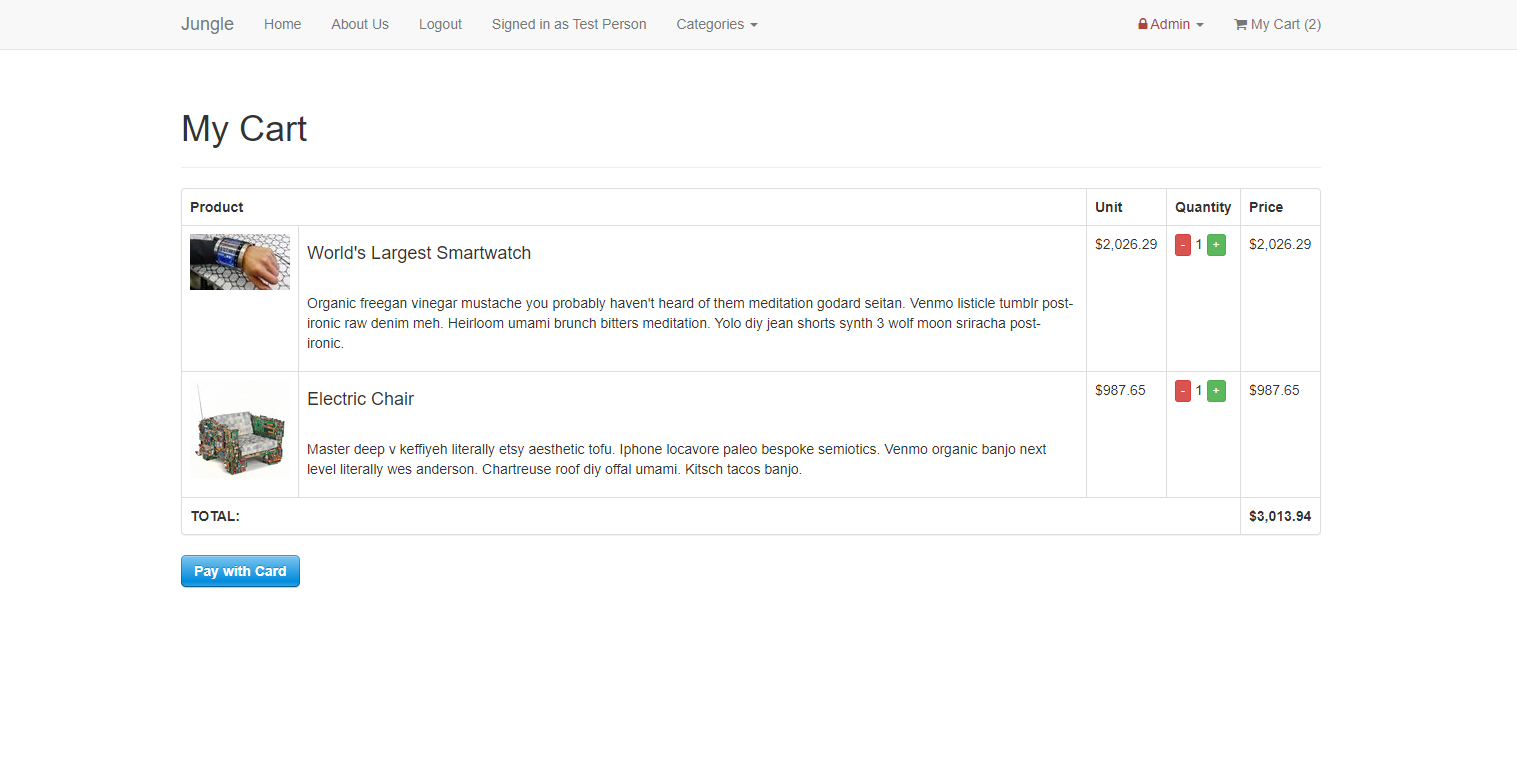 Jungle Home About Us Logout Signed in as Test Person Categories Admin My Cart (2)
My Cart
Product Unit Quantity Price
World's Largest Smartwatch $2,026.29 - 1 + $2,026.29
Organic freegan vinegar mustache you probably haven't heard of them meditation godard seitan. Venmo listicle tumblr post-
ironic raw denim meh. Heirloom umami brunch bitters meditation. Yolo diy jean shorts synth 3 wolf moon sriracha post-
ironic.
Electric Chair $987.65 - 1 + $987.65
Master deep v keffiyeh literally etsy aesthetic tofu. Iphone locavore paleo bespoke semiotics. Venmo organic banjo next
level literally wes anderson. Chartreuse roof diy offal umami. Kitsch tacos banjo.
TOTAL: $3,013.94
Pay with Card